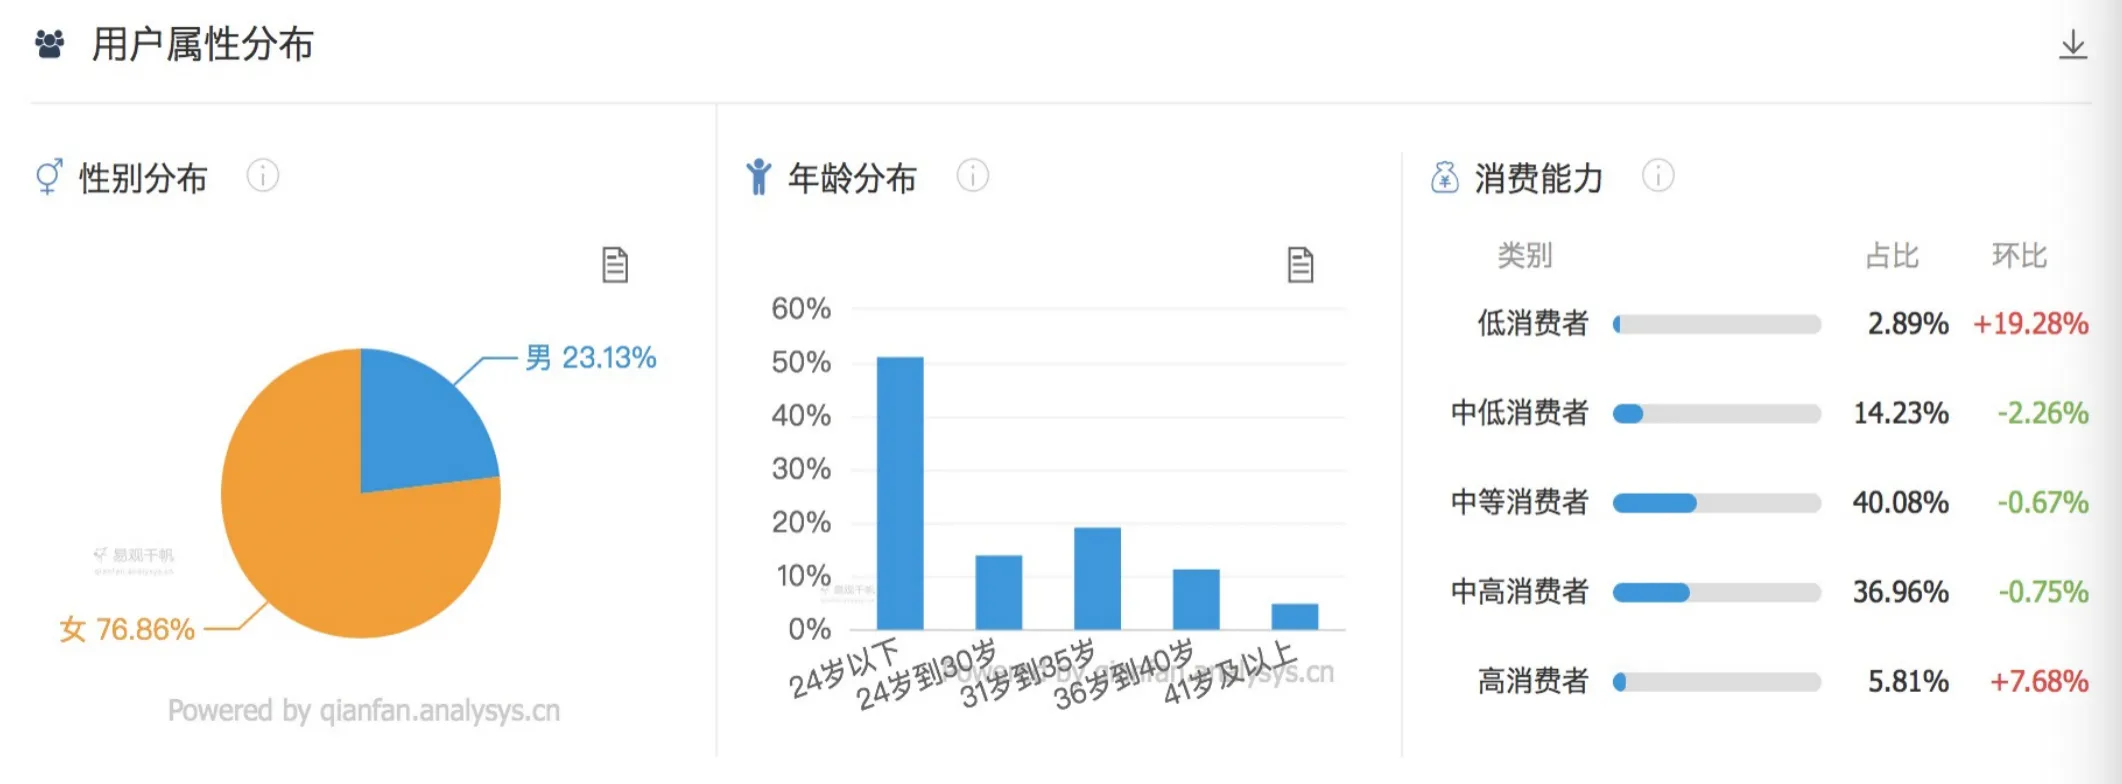 用户属性分布
性别分布
男 23.13%
女 76.86%
易观千帆
qianfan.analysys.cn
Powered by qianfan.analysys.cn
年龄分布
60%
50%
40%
30%
20%
10%
0%
易观千帆
24岁以下
24岁到30岁
31岁到35岁
36岁到40岁
41岁及以上
Powered by qianfan.analysys.cn
消费能力
类别 占比 环比
低消费者 2.89% +19.28%
中低消费者 14.23% -2.26%
中等消费者 40.08% -0.67%
中高消费者 36.96% -0.75%
高消费者 5.81% +7.68%